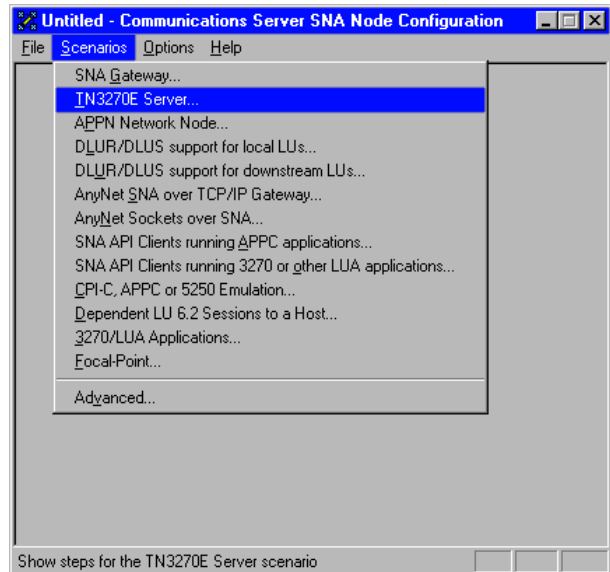 Untitled - Communications Server SNA Node Configuration
File Scenarios Options Help
SNA Gateway...
TN3270E Server...
APPN Network Node...
DLUR/DLUS support for local LUs...
DLUR/DLUS support for downstream LUs...
AnyNet SNA over TCP/IP Gateway...
AnyNet Sockets over SNA...
SNA API Clients running APPC applications...
SNA API Clients running 3270 or other LUA applications...
CPI-C, APPC or 5250 Emulation...
Dependent LU 6.2 Sessions to a Host...
3270/LUA Applications...
Focal-Point...
Advanced...
Show steps for the TN3270E Server scenario